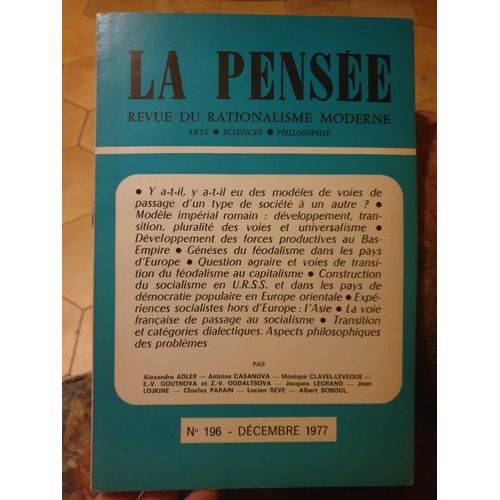 LA PENSÉE
REVUE DU RATIONALISME MODERNE
ARTS ● SCIENCES ● PHILOSOPHIE
● Y a-t-il, y a-t-il eu des modèles de voies de
passage d'un type de société à un autre ? ●
Modèle impérial romain : développement, tran-
sition, pluralité des voies et universalisme ●
Développement des forces productives au Bas-
Empire ● Génèses du féodalisme dans les pays
d'Europe ● Question agraire et voies de transi-
tion du féodalisme au capitalisme ● Construction
du socialisme en U.R.S.S. et dans les pays de
démocratie populaire en Europe orientale ● Expé-
riences socialistes hors d'Europe : l'Asie ● La voie
française de passage au socialisme ● Transition
et catégories dialectiques. Aspects philosophiques
des problèmes
PAR
Alexandre ADLER — Antoine CASANOVA — Monique CLAVEL-LEVEQUE —
E.-V. GOUTNOVA et Z.-V. OUDALTSOVA — Jacques LEGRAND — Jean
LOJKINE — Charles PARAIN — Lucien SEVE — Albert SOBOUL.
N° 196 - DÉCEMBRE 1977